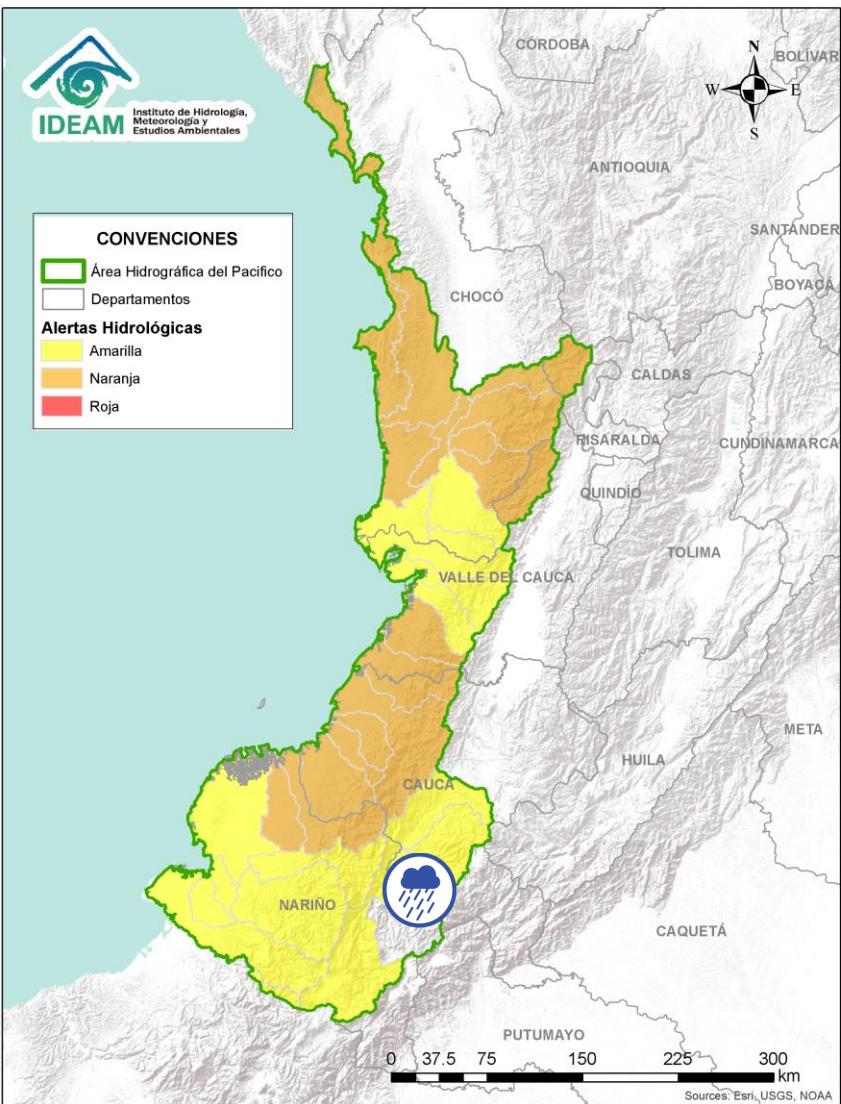 IDEAM
Instituto de Hidrología,
Meteorología y
Estudios Ambientales
CÓRDOBA
BOLÍVAR
N
W
E
S
ANTIOQUIA
SANTANDER
BOYACÁ
CHOCÓ
CONVENCIONES
Área Hidrográfica del Pacifico
Departamentos
Alertas Hidrológicas
Amarilla
Naranja
Roja
CALDAS
RISARALDA
CUNDINAMARCA
QUINDÍO
TOLIMA
VALLE DEL CAUCA
META
HUILA
CAUCA
NARIÑO
CAQUETÁ
PUTUMAYO
0 37.5 75 150 225 300
km
Sources: Esri, USGS, NOAA